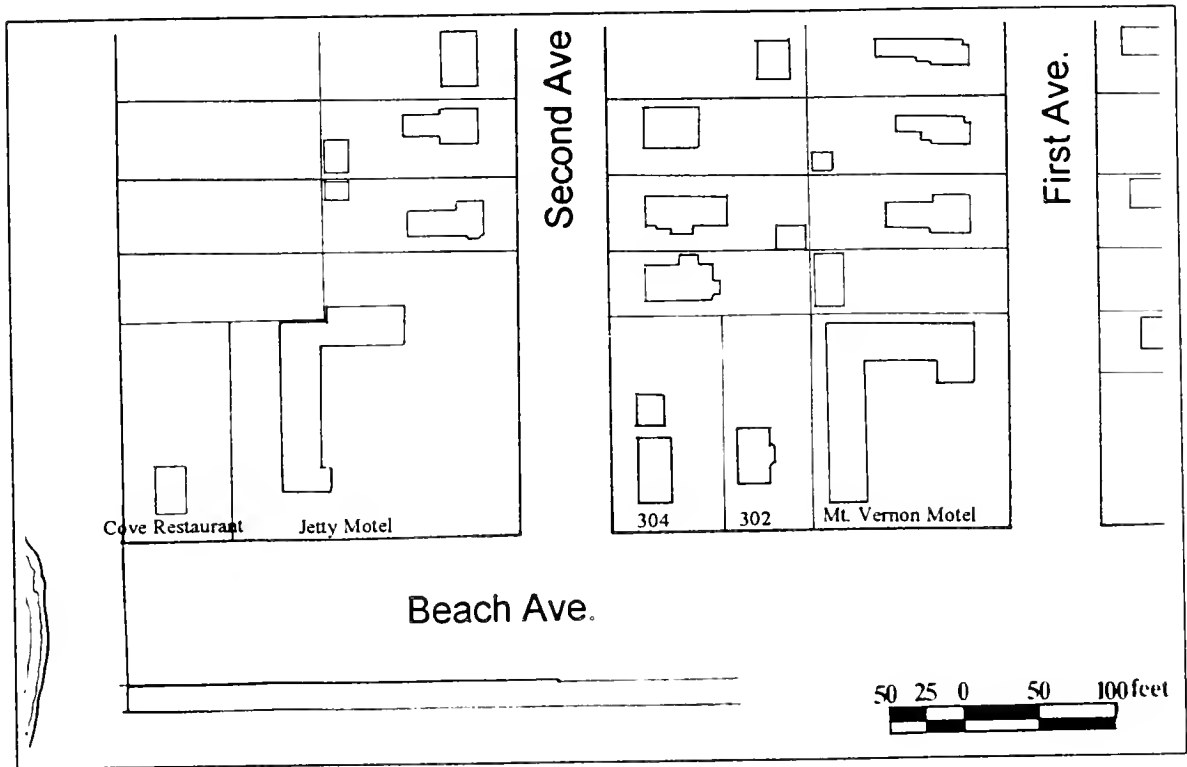 Second Ave
First Ave.
Cove Restaurant
Jetty Motel
304
302
Mt. Vernon Motel
Beach Ave.
50 25 0 50 100 feet